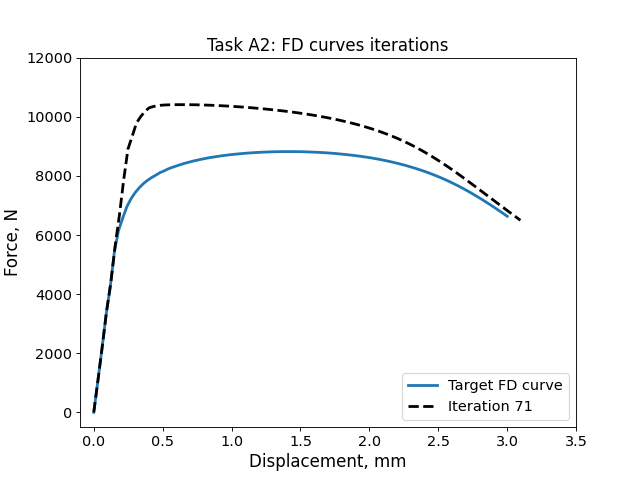 Task A2: FD curves iterations
12000
10000
8000
6000
4000
2000
0
Force, N
0.0 0.5 1.0 1.5 2.0 2.5 3.0 3.5
Displacement, mm
Target FD curve
Iteration 71